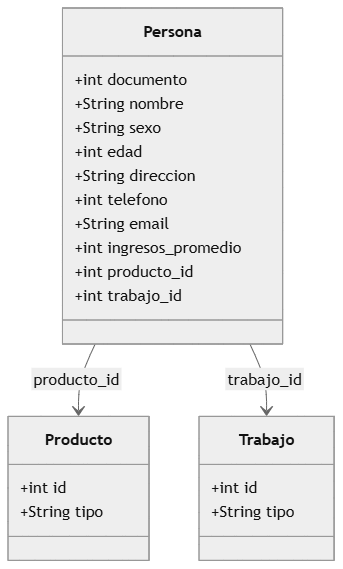 Persona
+int documento
+String nombre
+String sexo
+int edad
+String direccion
+int telefono
+String email
+int ingresos_promedio
+int producto_id
+int trabajo_id
producto_id
trabajo_id
Producto
+int id
+String tipo
Trabajo
+int id
+String tipo